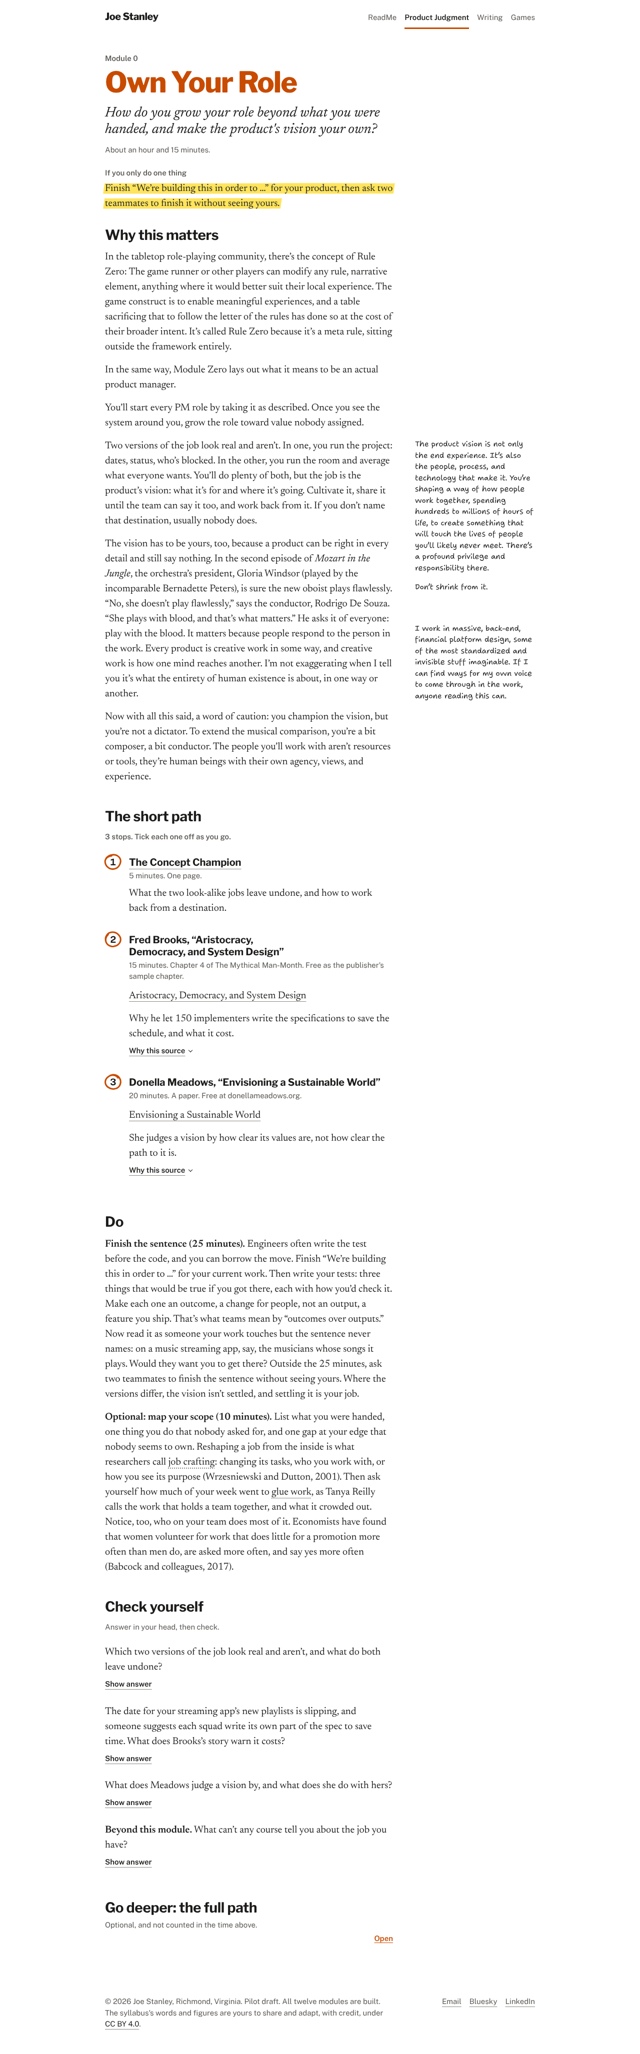 Joe Stanley
ReadMe Product Judgment Writing Games
Module 0
Own Your Role
How do you grow your role beyond what you were
handed, and make the product's vision your own?
About an hour and 15 minutes.
If you only do one thing
Finish “We’re building this in order to …” for your product, then ask two
teammates to finish it without seeing yours.
Why this matters
In the tabletop role-playing community, there’s the concept of Rule
Zero: The game runner or other players can modify any rule, narrative
element, anything where it would better suit their local experience. The
game construct is to enable meaningful experiences, and a table
sacrificing that to follow the letter of the rules has done so at the cost of
their broader intent. It’s called Rule Zero because it’s a meta rule, sitting
outside the framework entirely.
In the same way, Module Zero lays out what it means to be an actual
product manager.
You’ll start every PM role by taking it as described. Once you see the
system around you, grow the role toward value nobody assigned.
Two versions of the job look real and aren’t. In one, you run the project:
dates, status, who’s blocked. In the other, you run the room and average
what everyone wants. You’ll do plenty of both, but the job is the
product’s vision: what it’s for and where it’s going. Cultivate it, share it
until the team can say it too, and work back from it. If you don’t name
that destination, usually nobody does.
The product vision is not only
the end experience. It’s also
the people, process, and
technology that make it. You’re
shaping a way of how people
work together, spending
hundreds to millions of hours of
life, to create something that
will touch the lives of people
you’ll likely never meet. There’s
a profound privilege and
responsibility there.
Don’t shrink from it.
The vision has to be yours, too, because a product can be right in every
detail and still say nothing. In the second episode of Mozart in the
Jungle, the orchestra’s president, Gloria Windsor (played by the
incomparable Bernadette Peters), is sure the new oboist plays flawlessly.
“No, she doesn’t play flawlessly,” says the conductor, Rodrigo De Souza.
“She plays with blood, and that’s what matters.” He asks it of everyone:
play with the blood. It matters because people respond to the person in
the work. Every product is creative work in some way, and creative
work is how one mind reaches another. I’m not exaggerating when I tell
you it’s what the entirety of human existence is about, in one way or
another.
I work in massive, back-end,
financial platform design, some
of the most standardized and
invisible stuff imaginable. If I
can find ways for my own voice
to come through in the work,
anyone reading this can.
Now with all this said, a word of caution: you champion the vision, but
you’re not a dictator. To extend the musical comparison, you’re a bit
composer, a bit conductor. The people you’ll work with aren’t resources
or tools, they’re human beings with their own agency, views, and
experience.
The short path
3 stops. Tick each one off as you go.
1 The Concept Champion
5 minutes. One page.
What the two look-alike jobs leave undone, and how to work
back from a destination.
2 Fred Brooks, “Aristocracy,
Democracy, and System Design”
15 minutes. Chapter 4 of The Mythical Man-Month. Free as the publisher’s
sample chapter.
Aristocracy, Democracy, and System Design
Why he let 150 implementers write the specifications to save the
schedule, and what it cost.
Why this source
3 Donella Meadows, “Envisioning a Sustainable World”
20 minutes. A paper. Free at donellameadows.org.
Envisioning a Sustainable World
She judges a vision by how clear its values are, not how clear the
path to it is.
Why this source
Do
Finish the sentence (25 minutes). Engineers often write the test
before the code, and you can borrow the move. Finish “We’re building
this in order to …” for your current work. Then write your tests: three
things that would be true if you got there, each with how you’d check it.
Make each one an outcome, a change for people, not an output, a
feature you ship. That’s what teams mean by “outcomes over outputs.”
Now read it as someone your work touches but the sentence never
names: on a music streaming app, say, the musicians whose songs it
plays. Would they want you to get there? Outside the 25 minutes, ask
two teammates to finish the sentence without seeing yours. Where the
versions differ, the vision isn’t settled, and settling it is your job.
Optional: map your scope (10 minutes). List what you were handed,
one thing you do that nobody asked for, and one gap at your edge that
nobody seems to own. Reshaping a job from the inside is what
researchers call job crafting: changing its tasks, who you work with, or
how you see its purpose (Wrzesniewski and Dutton, 2001). Then ask
yourself how much of your week went to glue work, as Tanya Reilly
calls the work that holds a team together, and what it crowded out.
Notice, too, who on your team does most of it. Economists have found
that women volunteer for work that does little for a promotion more
often than men do, are asked more often, and say yes more often
(Babcock and colleagues, 2017).
Check yourself
Answer in your head, then check.
Which two versions of the job look real and aren’t, and what do both
leave undone?
Show answer
The date for your streaming app’s new playlists is slipping, and
someone suggests each squad write its own part of the spec to save
time. What does Brooks’s story warn it costs?
Show answer
What does Meadows judge a vision by, and what does she do with hers?
Show answer
Beyond this module. What can’t any course tell you about the job you
have?
Show answer
Go deeper: the full path
Optional, and not counted in the time above.
Open
© 2026 Joe Stanley, Richmond, Virginia. Pilot draft. All twelve modules are built.
The syllabus’s words and figures are yours to share and adapt, with credit, under
CC BY 4.0.
Email Bluesky LinkedIn